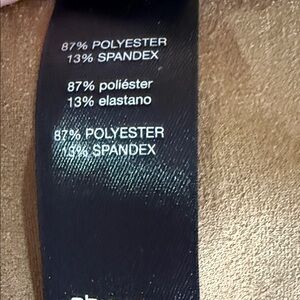 87% POLYESTER
13% SPANDEX
87% poliéster
13% elastano
87% POLYESTER
13% SPANDEX